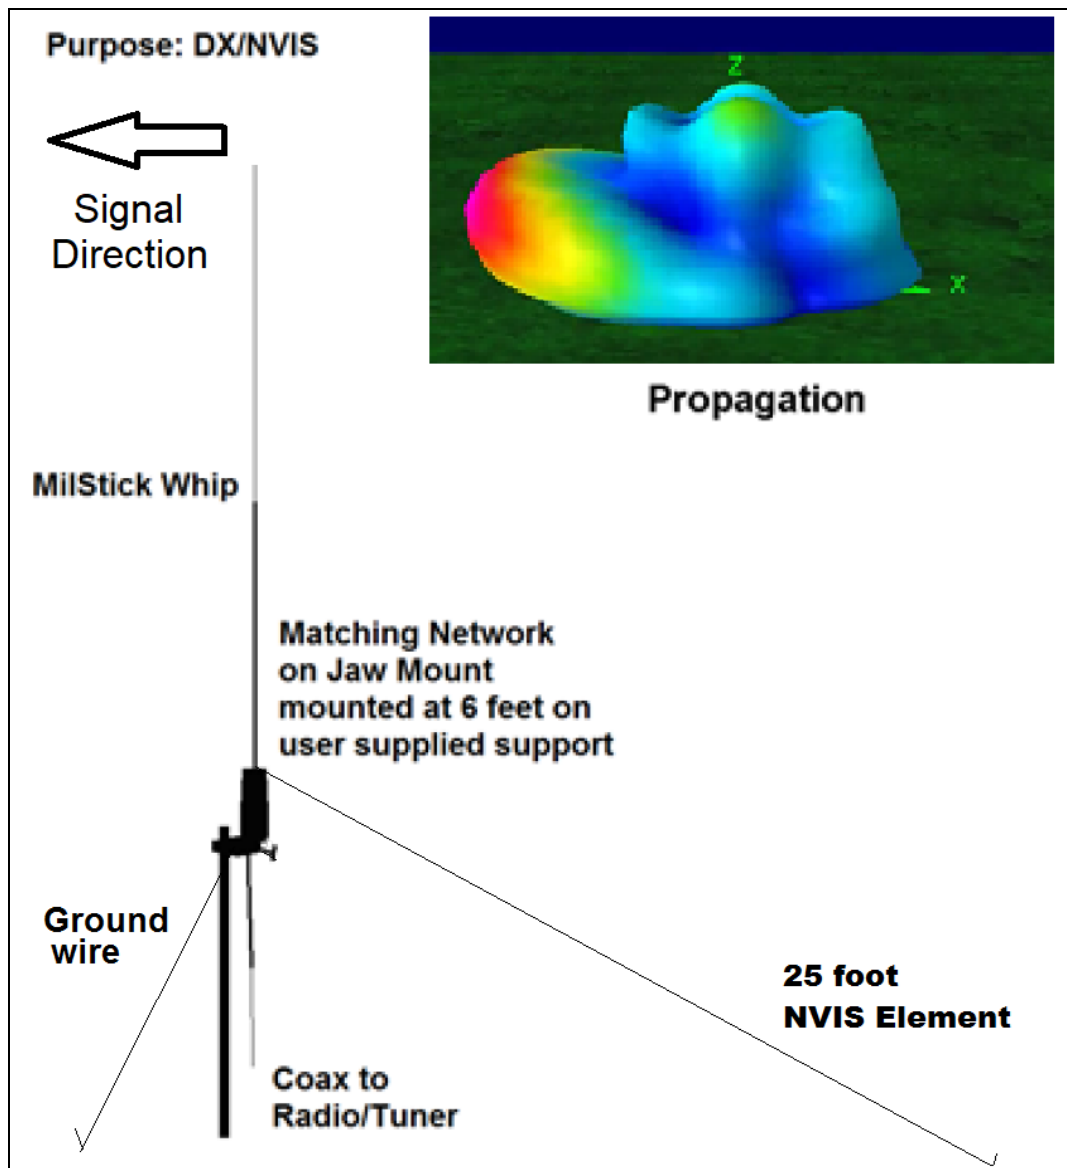 Purpose: DX/NVIS
Signal
Direction
Z
X
Propagation
MilStick Whip
Matching Network
on Jaw Mount
mounted at 6 feet on
user supplied support
Ground
wire
25 foot
NVIS Element
Coax to
Radio/Tuner